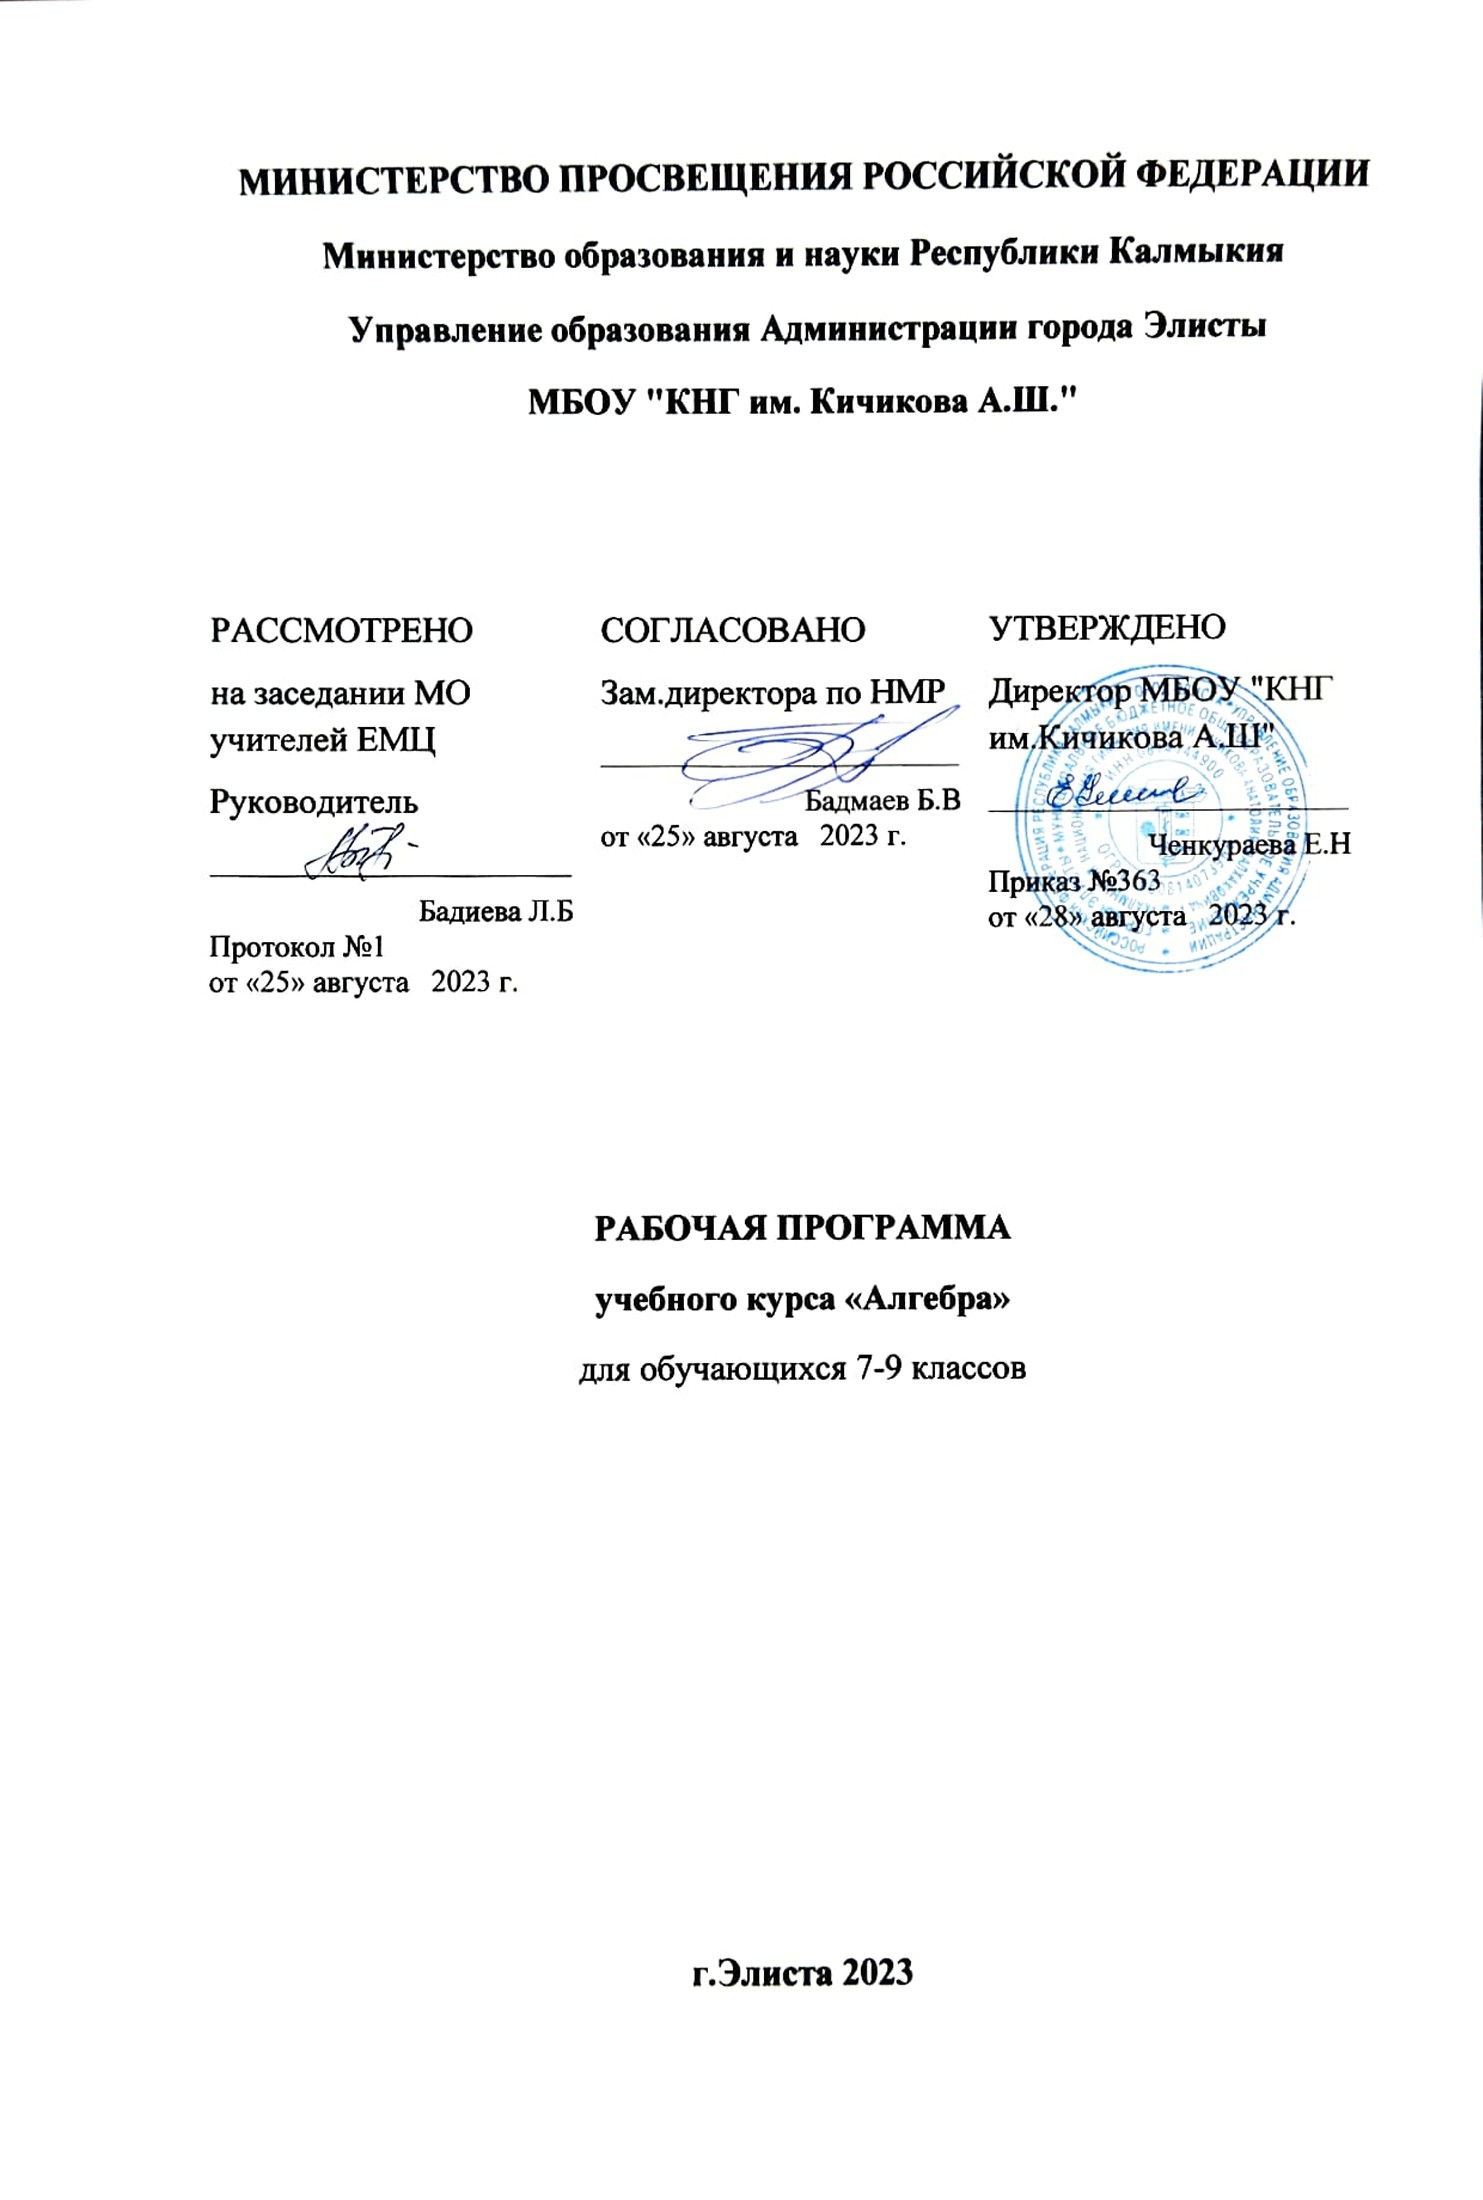 МИНИСТЕРСТВО ПРОСВЕЩЕНИЯ РОССИЙСКОЙ ФЕДЕРАЦИИ
Министерство образования и науки Республики Калмыкия
Управление образования Администрации города Элисты
МБОУ "КНГ им. Кичикова А.Ш."
РАССМОТРЕНО
на заседании МО
учителей ЕМЦ
Руководитель
Бадиева Л.Б
Протокол №1
от «25» августа 2023 г.
СОГЛАСОВАНО
Зам.директора по НМР
Бадмаев Б.В
от «25» августа 2023 г.
УТВЕРЖДЕНО
Директор МБОУ "КНГ
им.Кичикова А.Ш"
Ченкураева Е.Н
Приказ №363
от «28» августа 2023 г.
РАБОЧАЯ ПРОГРАММА
учебного курса «Алгебра»
для обучающихся 7-9 классов
г.Элиста 2023